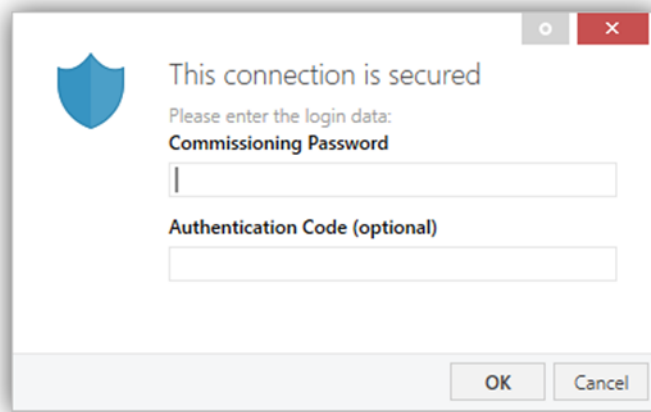 This connection is secured
Please enter the login data:
Commissioning Password
Authentication Code (optional)
OK
Cancel